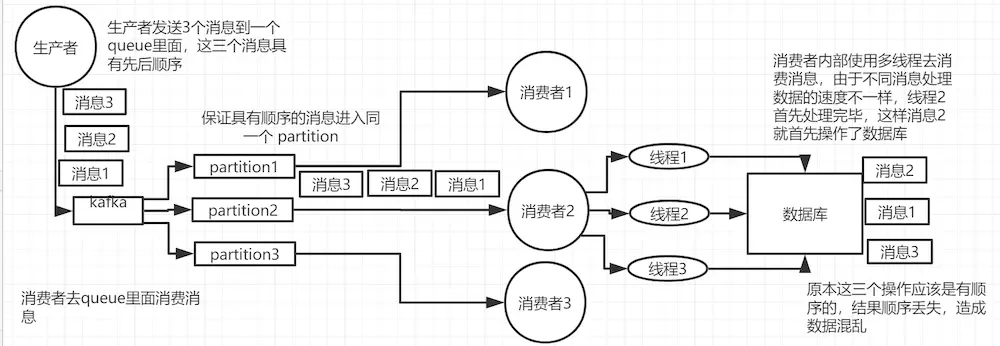 生产者
生产者发送3个消息到一个
queue里面，这三个消息具
有先后顺序
消息3
消息2
消息1
kafka
保证具有顺序的消息进入同
一个 partition
partition1
partition2
partition3
消息3
消息2
消息1
消费者1
消费者2
消费者3
消费者去queue里面消费消
息
线程1
线程2
线程3
消费者内部使用多线程去消
费消息，由于不同消息处理
数据的速度不一样，线程2
首先处理完毕，这样消息2
就首先操作了数据库
数据库
消息2
消息1
消息3
原本这三个操作应该是有顺
序的，结果顺序丢失，造成
数据混乱